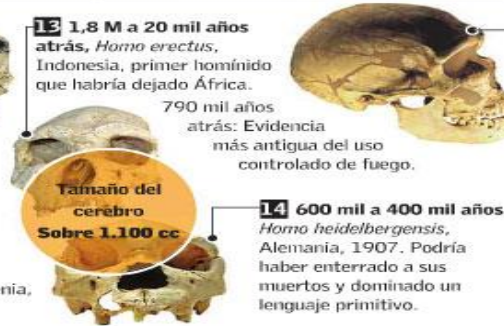 13 1,8 M a 20 mil años
atrás, Homo erectus,
Indonesia, primer homínido
que habría dejado África.
790 mil años
atrás: Evidencia
más antigua del uso
controlado de fuego.
Tamaño del
cerebro
Sobre 1.100 cc
14 600 mil a 400 mil años
Homo heidelbergensis,
Alemania, 1907. Podría
haber enterrado a sus
muertos y dominado un
lenguaje primitivo.
nia,